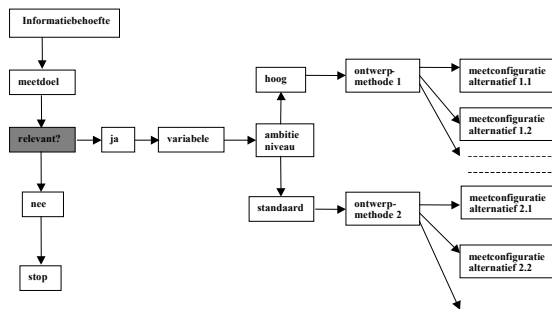 Informatiebehoefte
meetdoel
relevant?
ja
variabele
ambitie
niveau
nee
stop
hoog
ontwerp-
methode 1
meetconfiguratie
alternatief 1.1
meetconfiguratie
alternatief 1.2
standaard
ontwerp-
methode 2
meetconfiguratie
alternatief 2.1
meetconfiguratie
alternatief 2.2